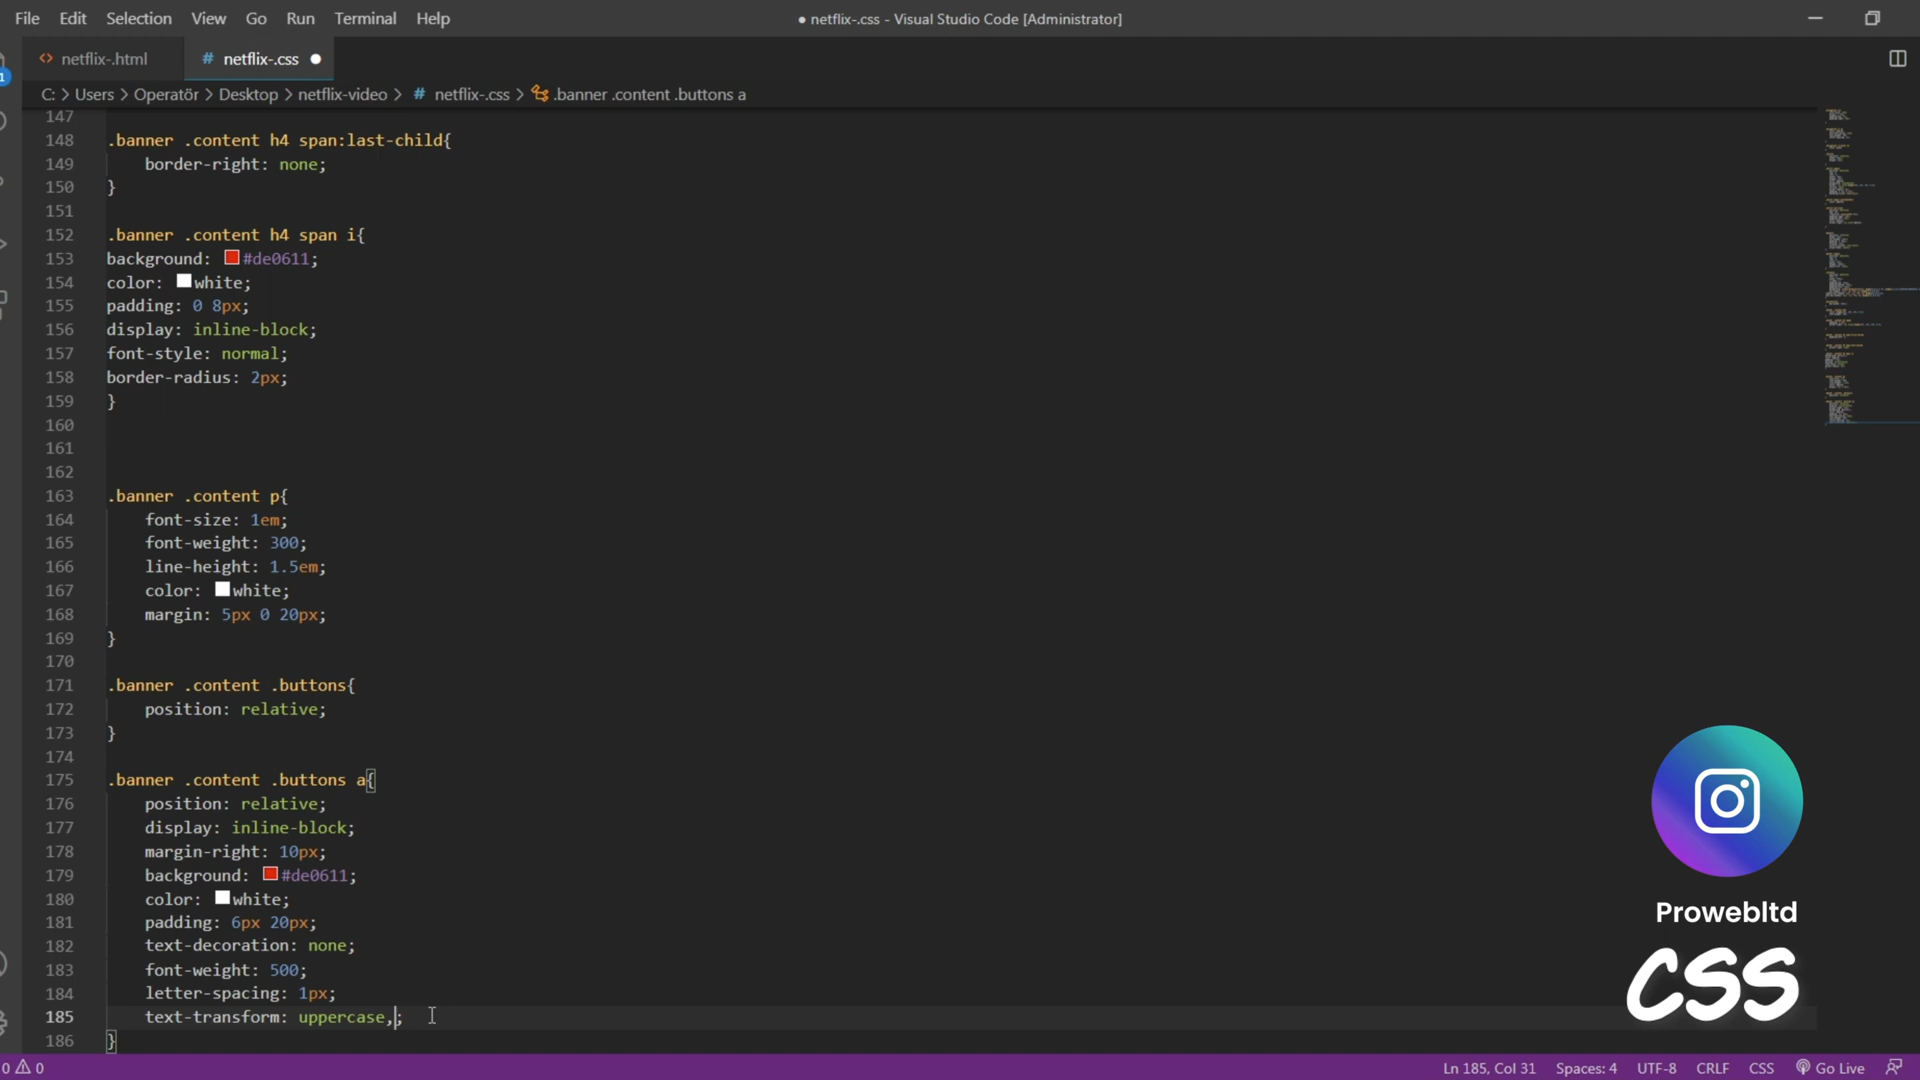 File Edit Selection View Go Run Terminal Help
● netflix-.css - Visual Studio Code [Administrator]
<> netflix-.html # netflix-.css ●
1
C: > Users > Operatör > Desktop > netflix-video > # netflix-.css > .banner .content .buttons a
147
148 .banner .content h4 span:last-child{
149 border-right: none;
150 }
151
152 .banner .content h4 span i{
153 background: #de0611;
154 color: white;
155 padding: 0 8px;
156 display: inline-block;
157 font-style: normal;
158 border-radius: 2px;
159 }
160
161
162
163 .banner .content p{
164 font-size: 1em;
165 font-weight: 300;
166 line-height: 1.5em;
167 color: white;
168 margin: 5px 0 20px;
169 }
170
171 .banner .content .buttons{
172 position: relative;
173 }
174
175 .banner .content .buttons a{
176 position: relative;
177 display: inline-block;
178 margin-right: 10px;
179 background: #de0611;
180 color: white;
181 padding: 6px 20px;
182 text-decoration: none;
183 font-weight: 500;
184 letter-spacing: 1px;
185 text-transform: uppercase,;
186 }
Prowebltd
CSS
0 0
Ln 185, Col 31 Spaces: 4 UTF-8 CRLF CSS Go Live